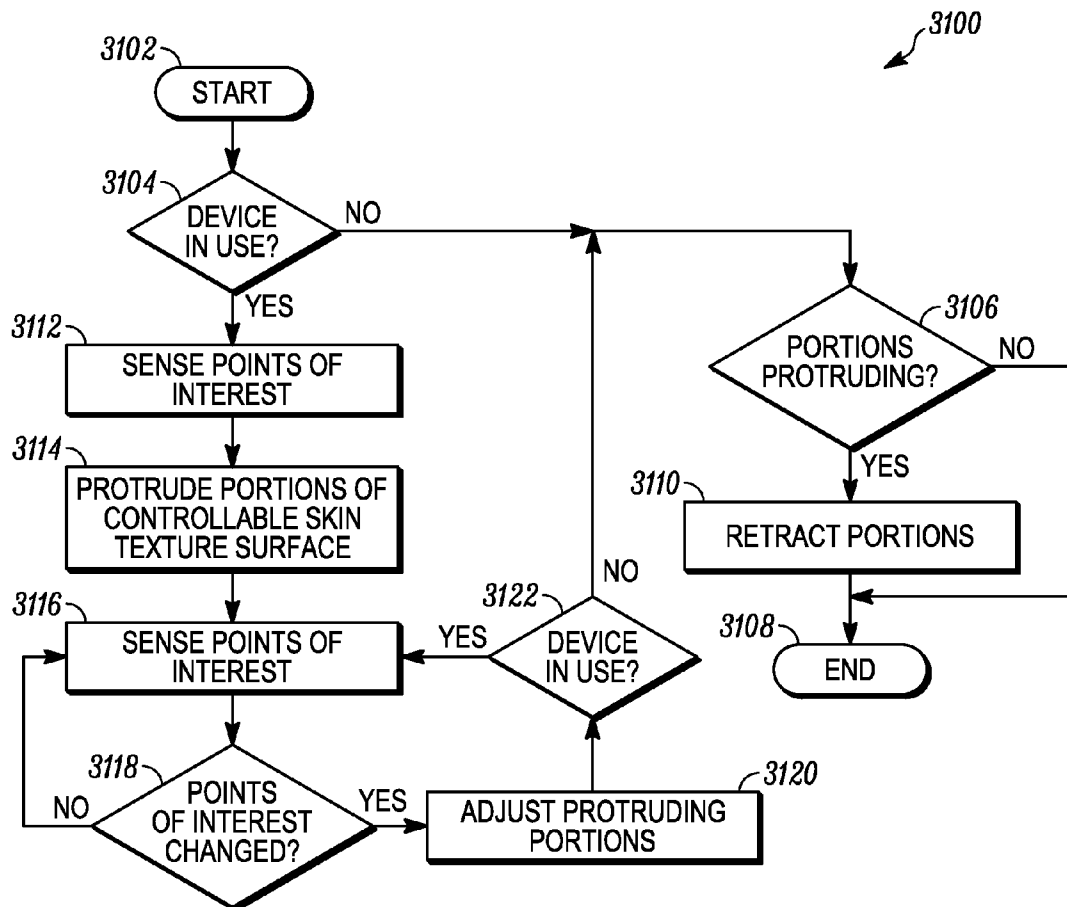 3100
3102
START
3104
DEVICE
IN USE?
NO
YES
3112
SENSE POINTS OF
INTEREST
3114
PROTRUDE PORTIONS OF
CONTROLLABLE SKIN
TEXTURE SURFACE
3116
SENSE POINTS OF
INTEREST
3118
POINTS
OF INTEREST
CHANGED?
NO
YES
3120
ADJUST PROTRUDING
PORTIONS
3122
DEVICE
IN USE?
YES
NO
3106
PORTIONS
PROTRUDING?
NO
YES
3110
RETRACT PORTIONS
3108
END